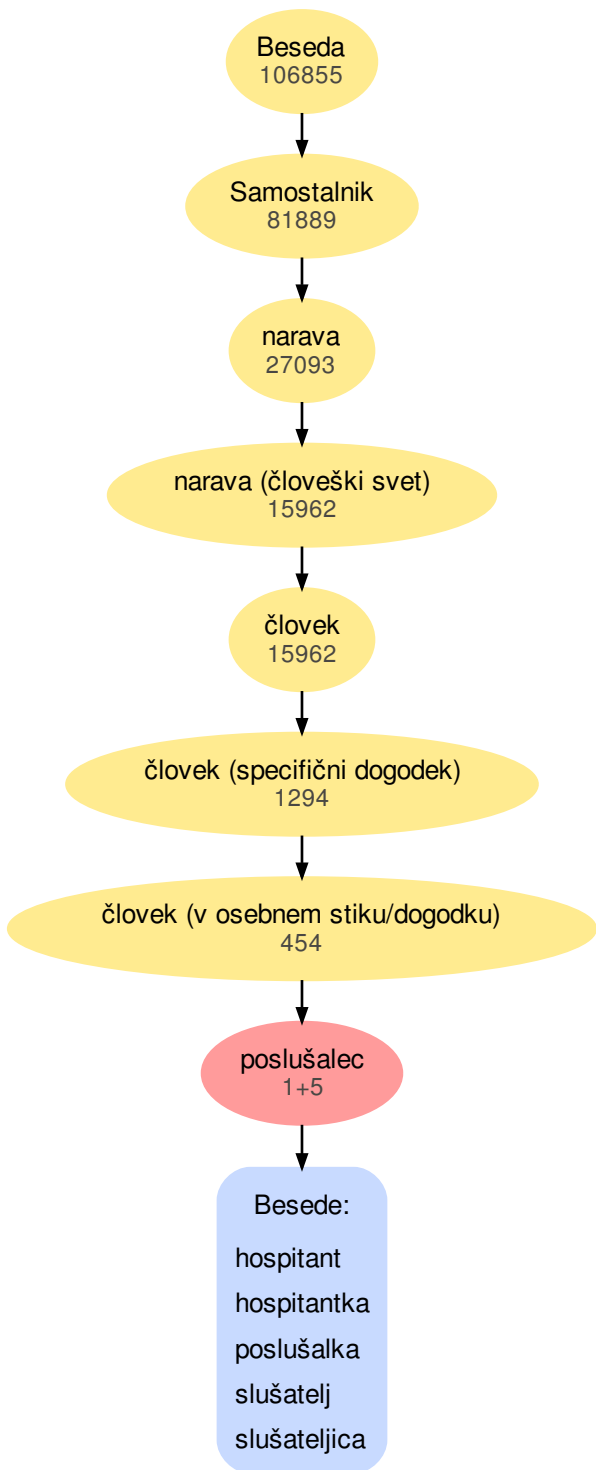 Beseda
106855
Samostalnik
81889
narava
27093
narava (človeški svet)
15962
človek
15962
človek (specifični dogodek)
1294
človek (v osebnem stiku/dogodku)
454
poslušalec
1+5
Besede:
hospitant
hospitantka
poslušalka
slušatelj
slušateljica